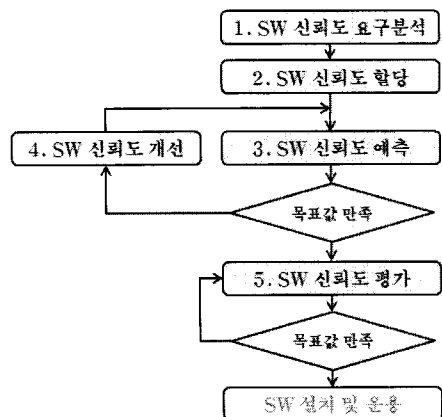 1. SW 신뢰도 요구분석
2. SW 신뢰도 할당
4. SW 신뢰도 개선
3. SW 신뢰도 예측
목표값 만족
5. SW 신뢰도 평가
목표값 만족
SW 설치 및 운용